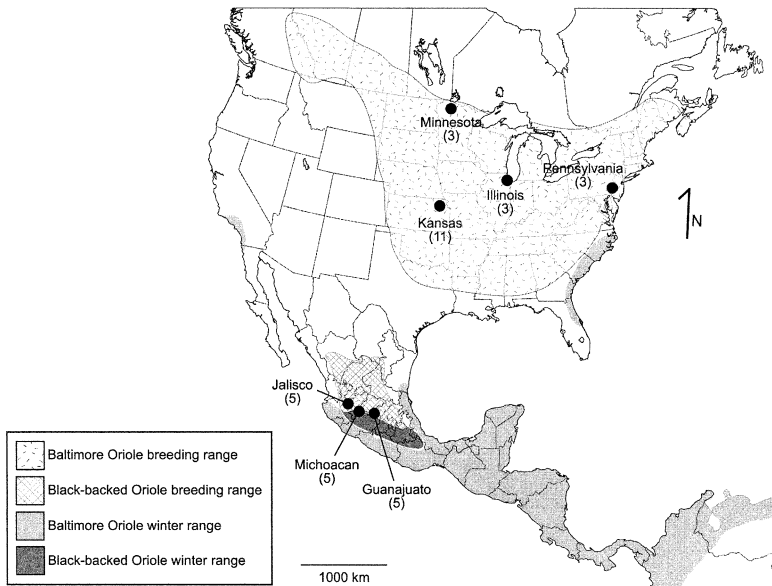 Minnesota
(3)
Pennsylvania
(3)
Illinois
(3)
Kansas
(11)
N
Jalisco
(5)
Michoacan
(5)
Guanajuato
(5)
Baltimore Oriole breeding range
Black-backed Oriole breeding range
Baltimore Oriole winter range
Black-backed Oriole winter range
1000 km